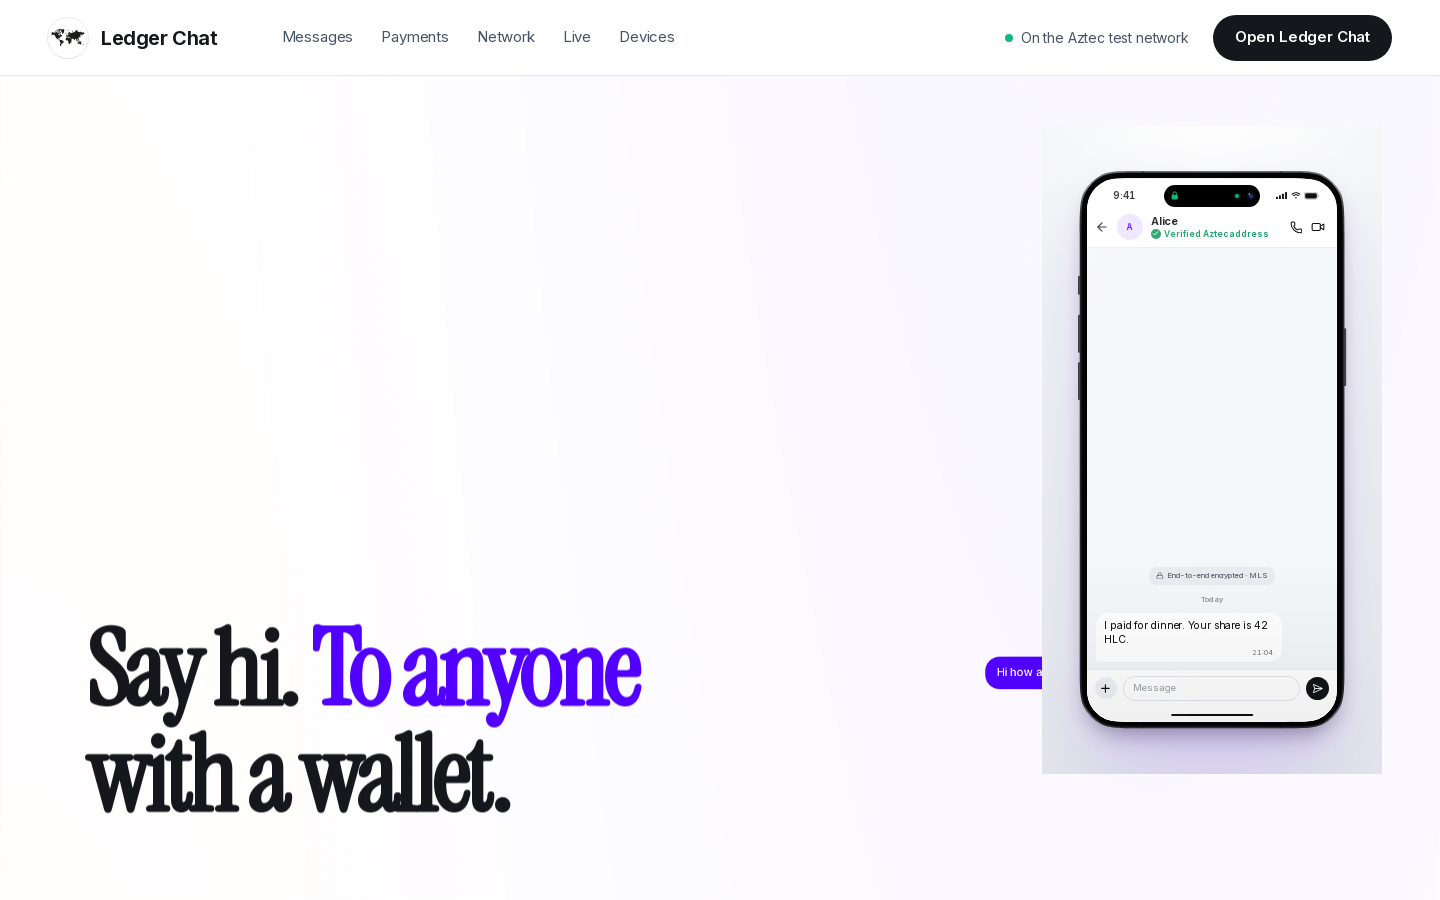 Ledger Chat
Messages
Payments
Network
Live
Devices
On the Aztec test network
Open Ledger Chat
9:41
A
Alice
Verified Aztec address
End-to-end encrypted · MLS
Today
I paid for dinner. Your share is 42
HLC.
21:04
Hi how a
Message
Say hi. To anyone
with a wallet.